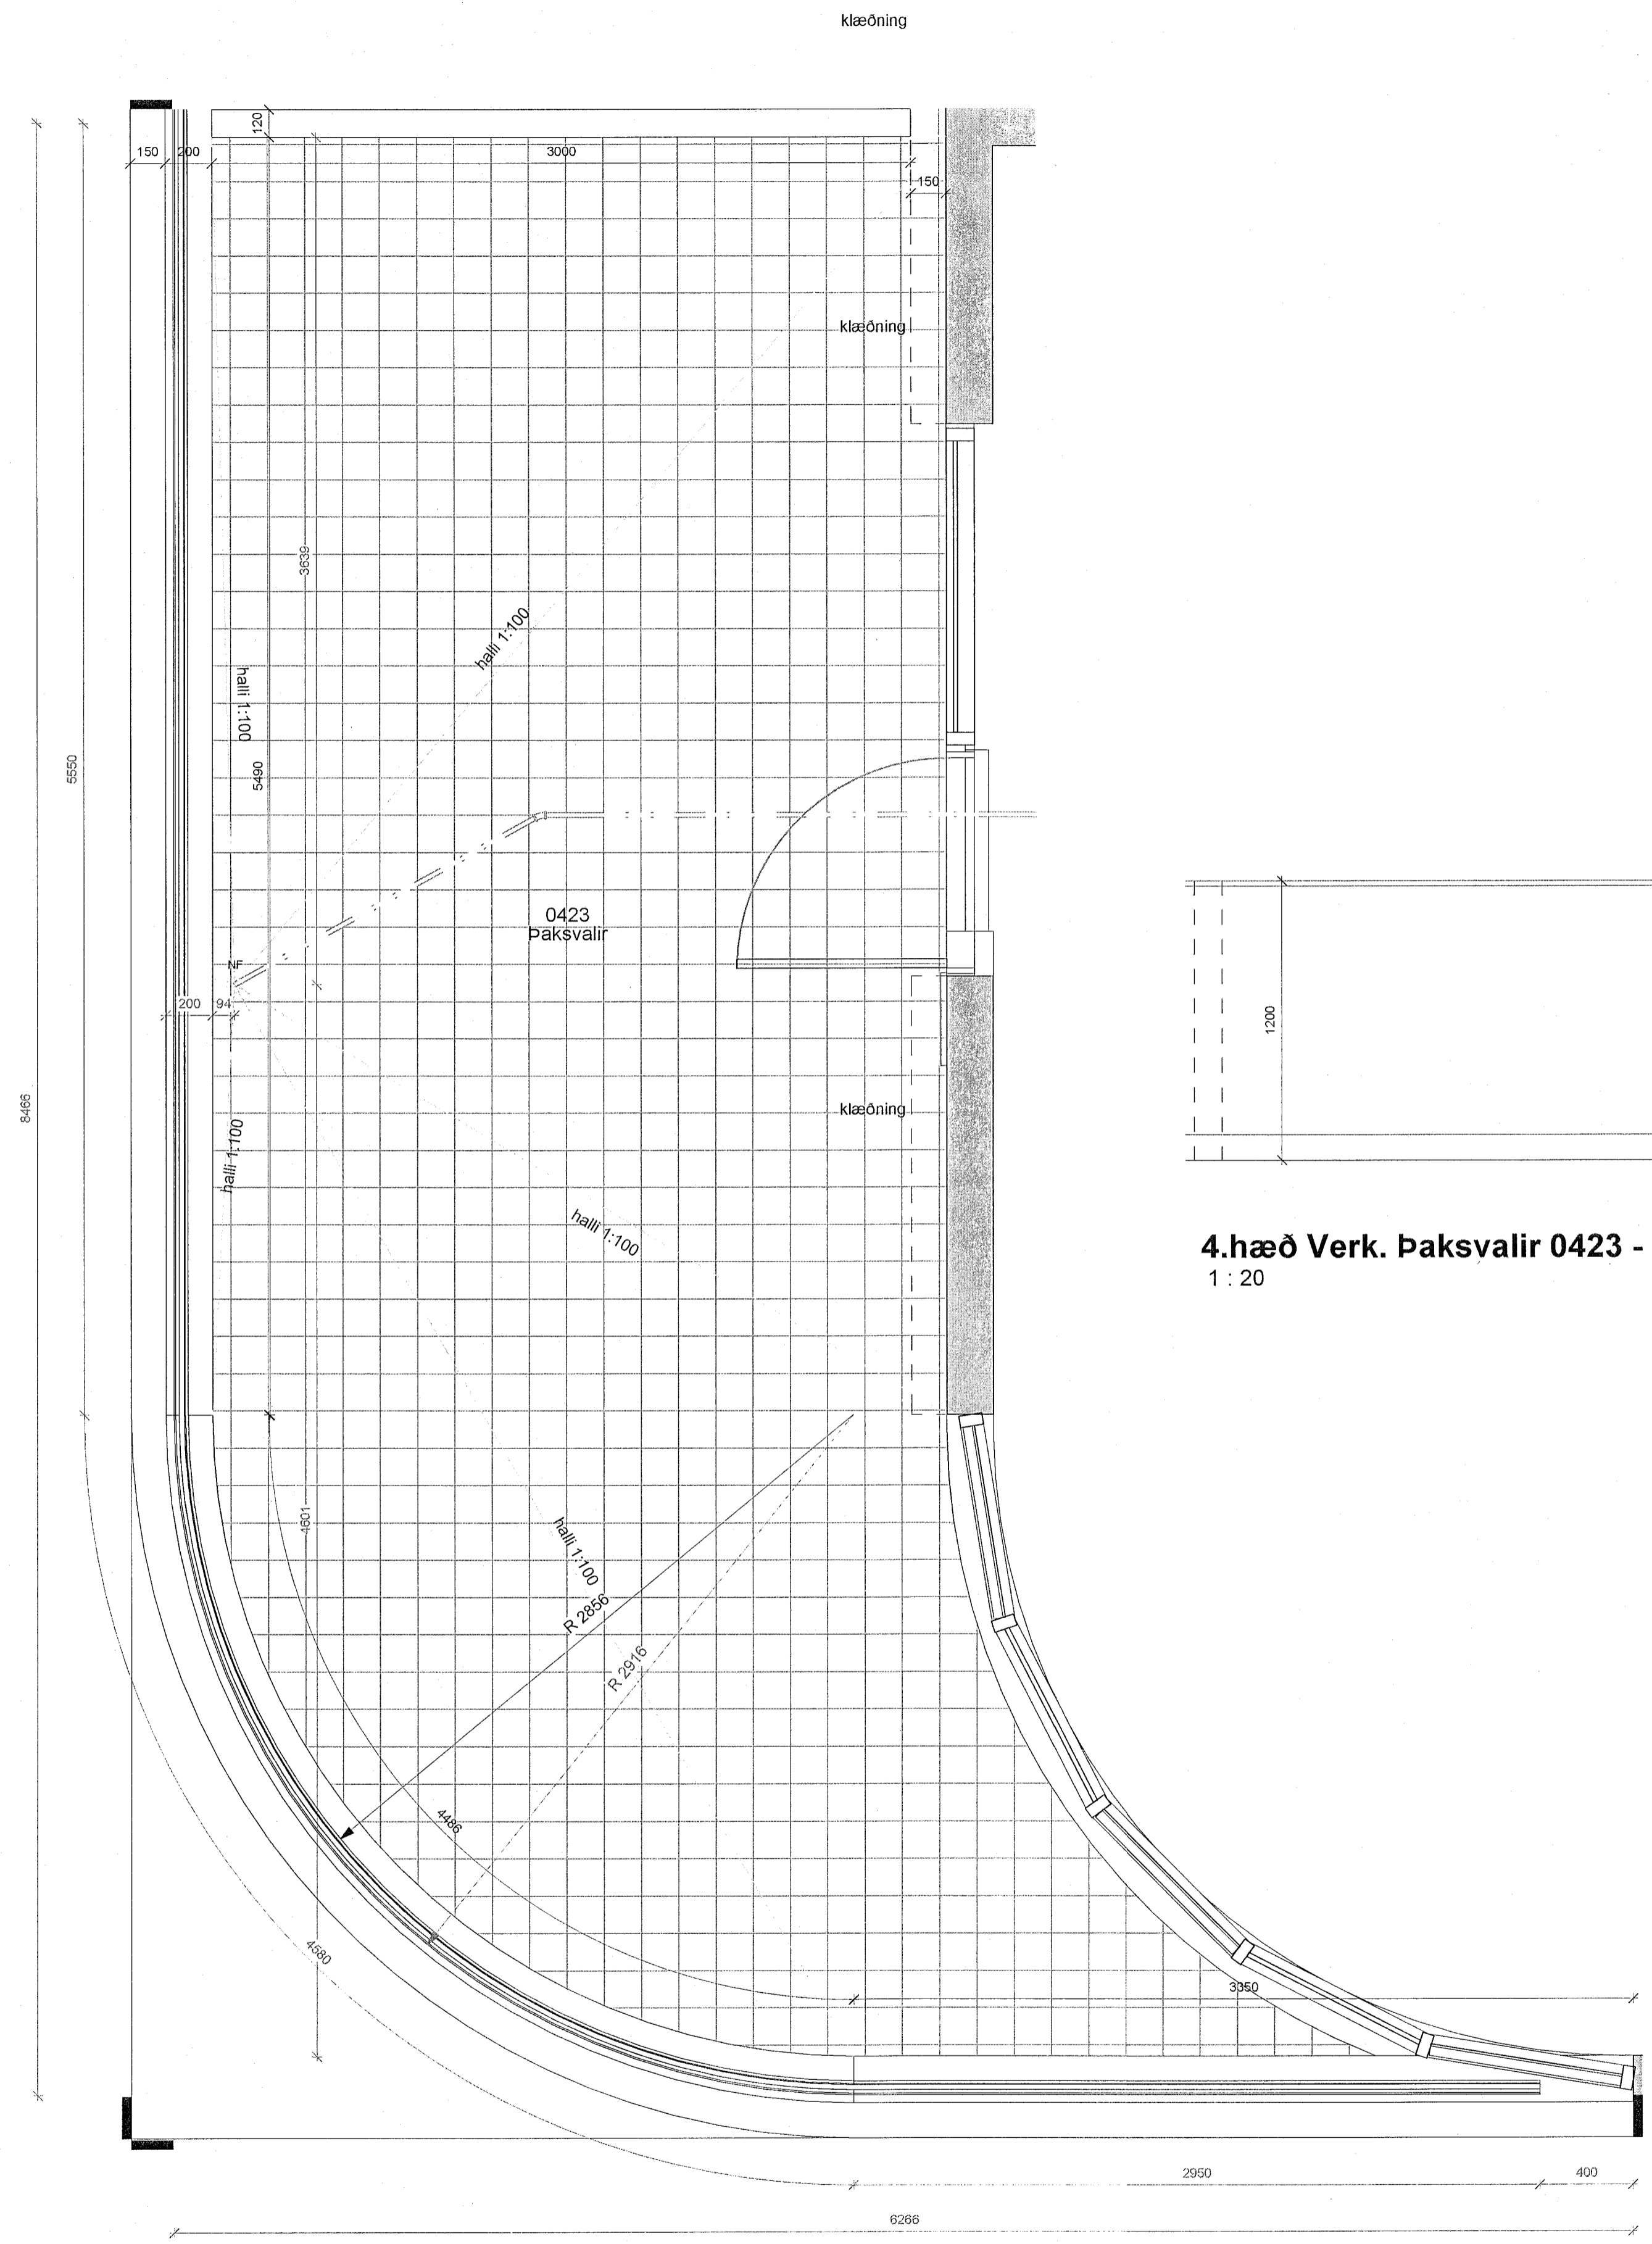 klæðning
120
150
200
3000
150
klæðning
3639
halli 1:100
halli 1:100
5490
5550
0423
Þaksvalir
NF
200
94
1200
8466
klæðning
halli 1:100
halli 1:100
4.hæð Verk. Þaksvalir 0423 -
1 : 20
4601
halli 1:100
R 2856
R 2916
4486
4580
3350
2950
400
6266